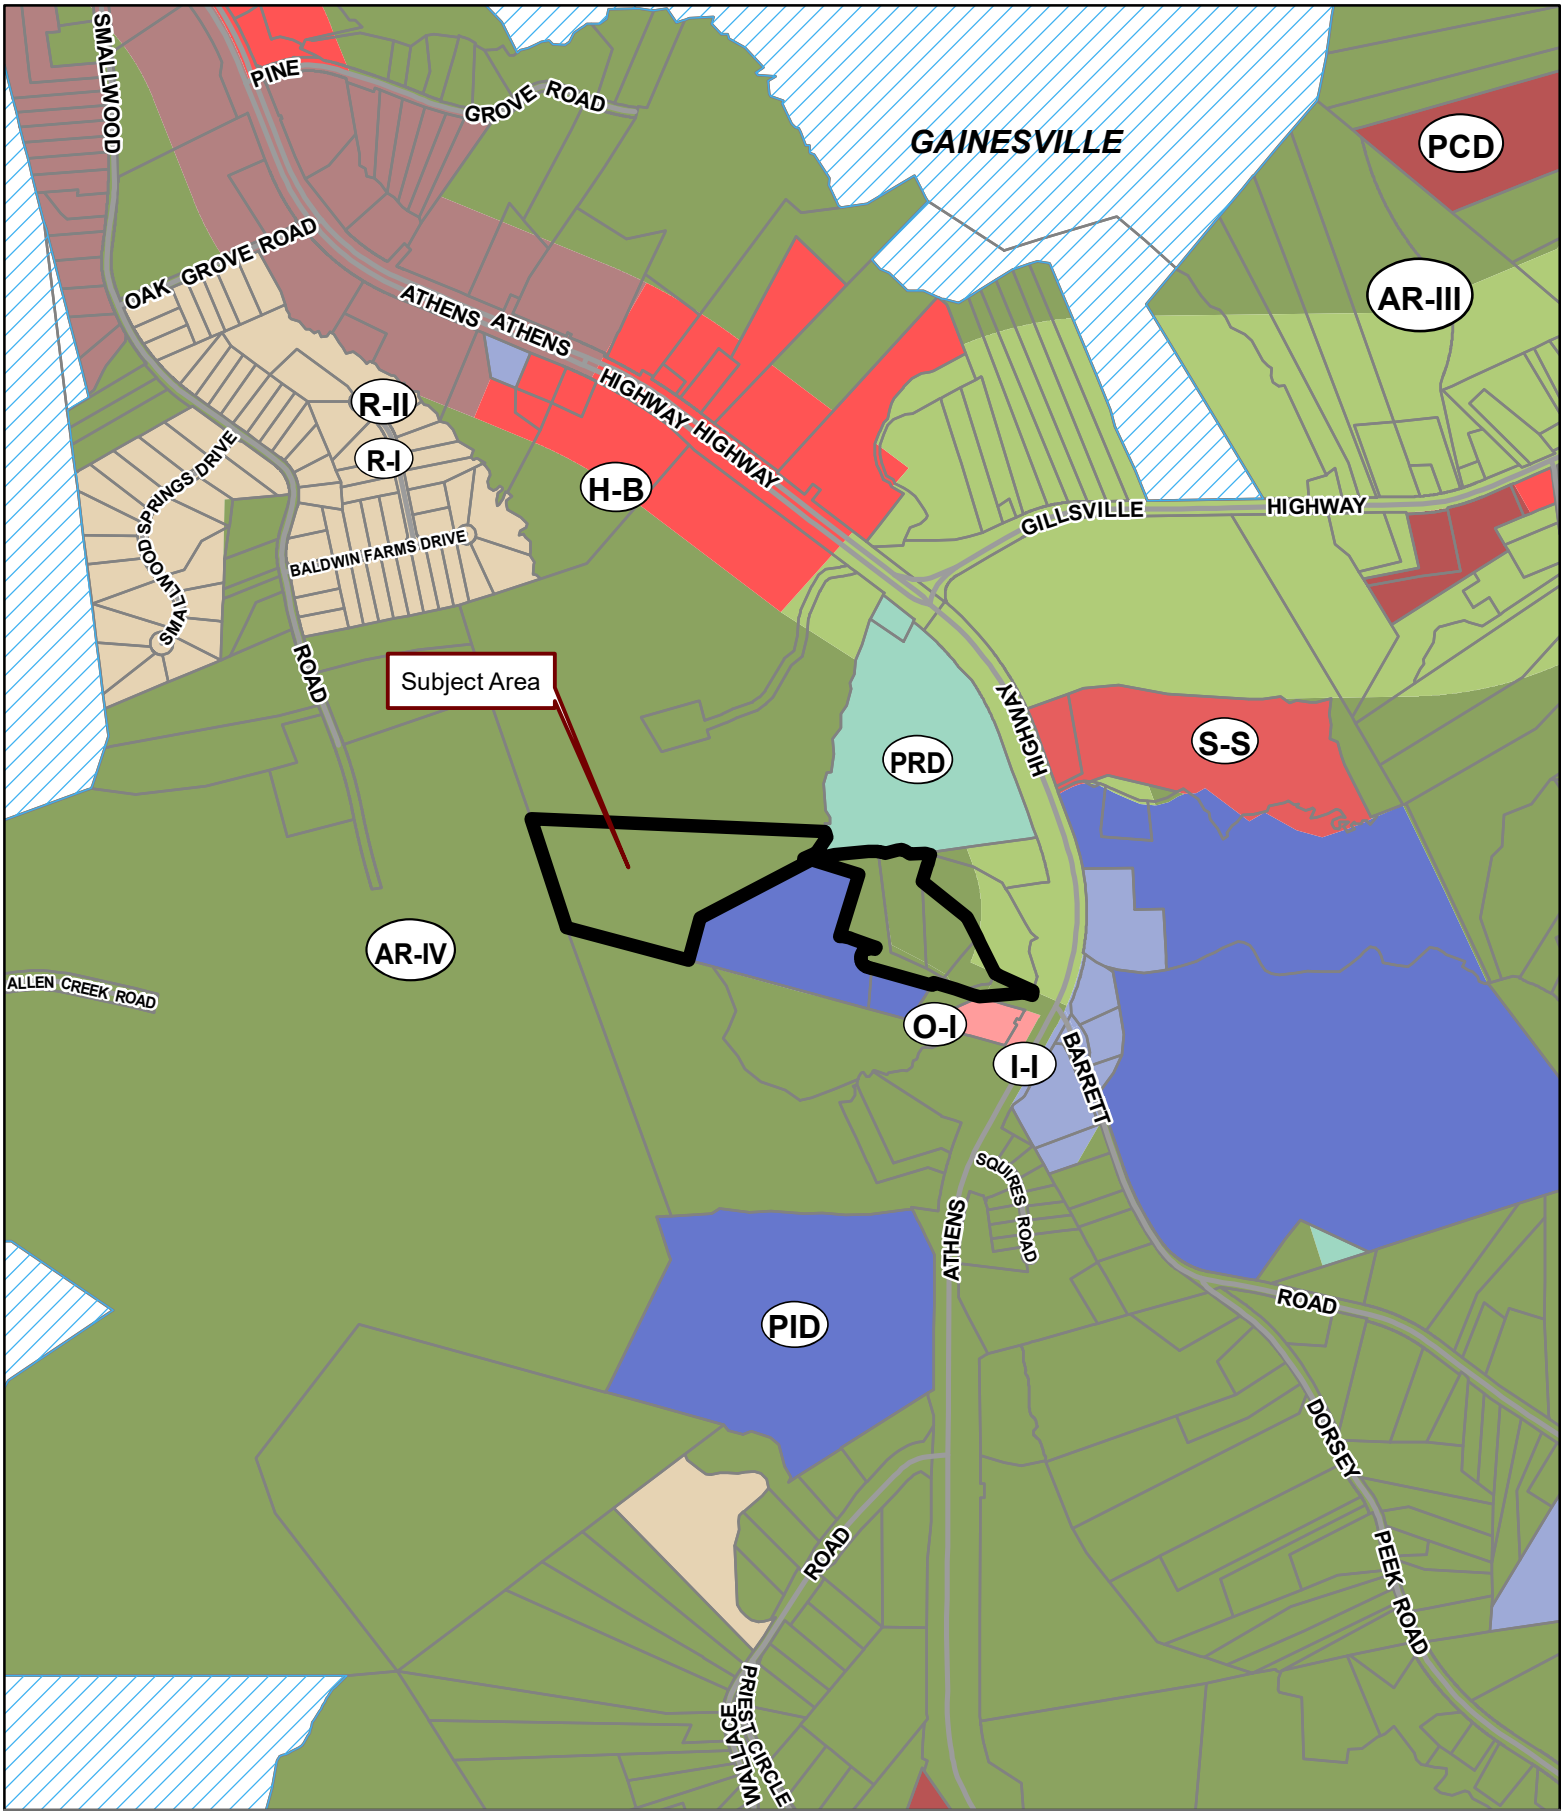 SMALLWOOD
PINE
GROVE
ROAD
GAINESVILLE
PCD
OAK GROVE ROAD
AR-III
ATHENS
ATHENS
HIGHWAY
HIGHWAY
R-II
R-I
H-B
SMALLWOOD SPRINGS DRIVE
GILLSVILLE
HIGHWAY
BALDWIN FARMS DRIVE
ROAD
Subject Area
HIGHWAY
S-S
PRD
AR-IV
ALLEN CREEK ROAD
O-I
I-I
BARRETT
SQUIRES ROAD
ATHENS
PID
ROAD
DORSEY
ROAD
PEEK ROAD
PRIEST CIRCLE
WALLACE